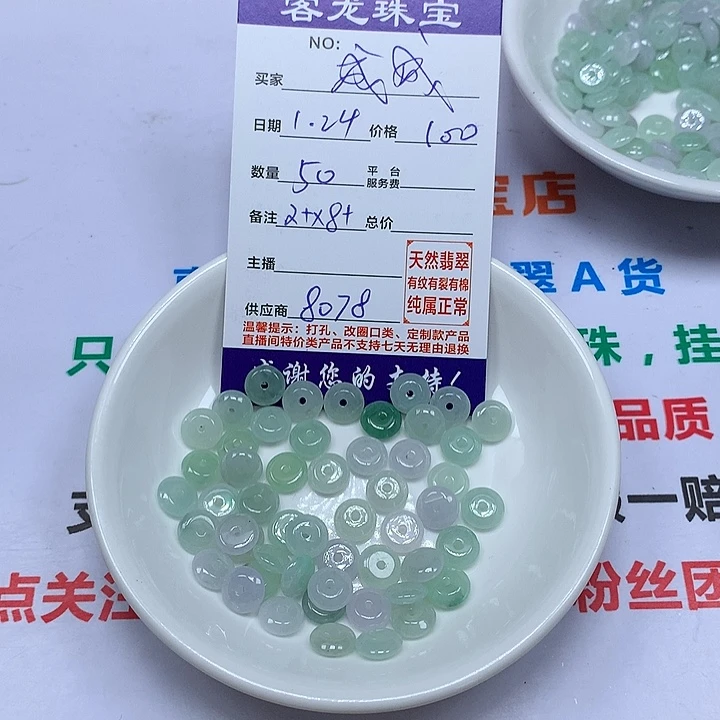 客龙珠宝
NO:
买家
日期 1.24 价格 100
数量 50 平台服务费
备注 2+x8+ 总价
主播
天然翡翠
有纹有裂有棉
纯属正常
供应商 8078
温馨提示：打孔、改圈口类、定制款产品
直播间特价类产品不支持七天无理由退换
感谢您的支持！
宝店
翠A货
只
珠，挂
品质
支
一赔
点关注
粉丝团